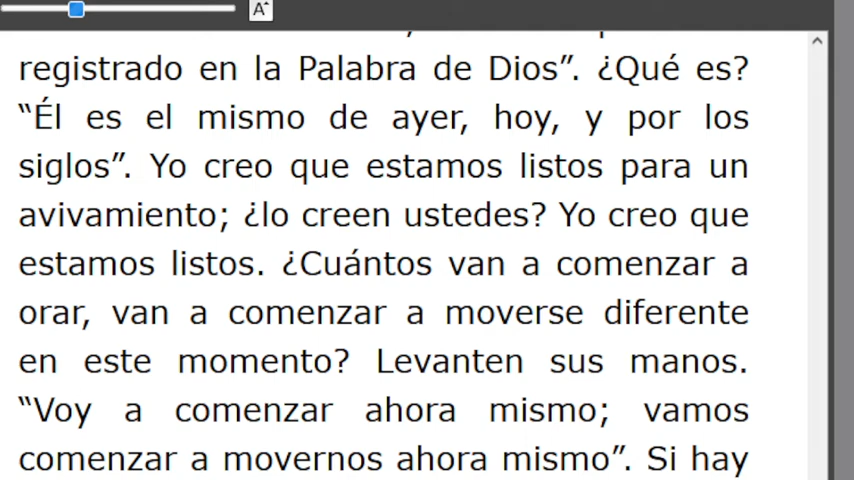 A
registrado en la Palabra de Dios”. ¿Qué es?
“Él es el mismo de ayer, hoy, y por los
siglos”. Yo creo que estamos listos para un
avivamiento; ¿lo creen ustedes? Yo creo que
estamos listos. ¿Cuántos van a comenzar a
orar, van a comenzar a moverse diferente
en este momento? Levanten sus manos.
“Voy a comenzar ahora mismo; vamos
comenzar a movernos ahora mismo”. Si hay